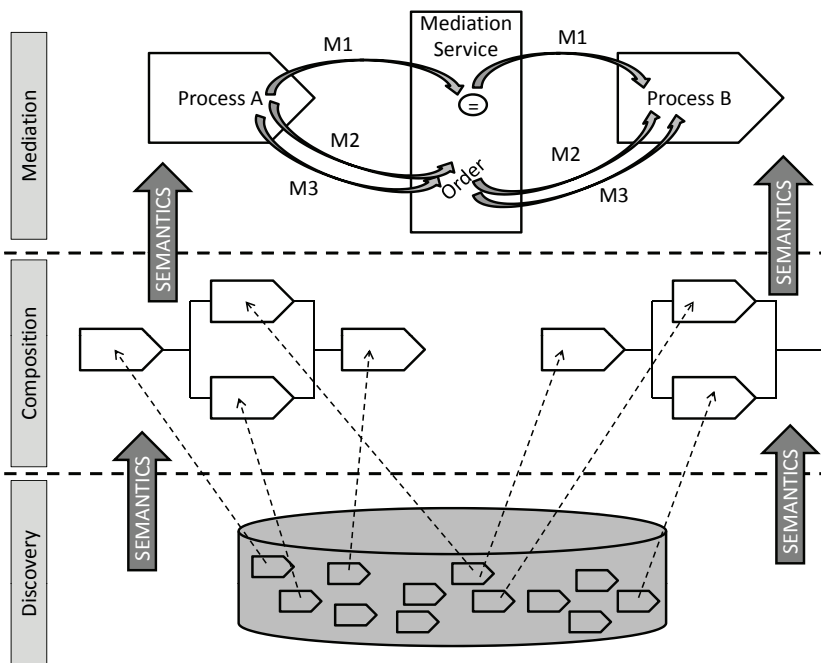 Mediation
Mediation
Service
M1
M1
Process A
=
Process B
M2
M2
M3
Order
M3
SEMANTICS
SEMANTICS
Composition
SEMANTICS
SEMANTICS
Discovery